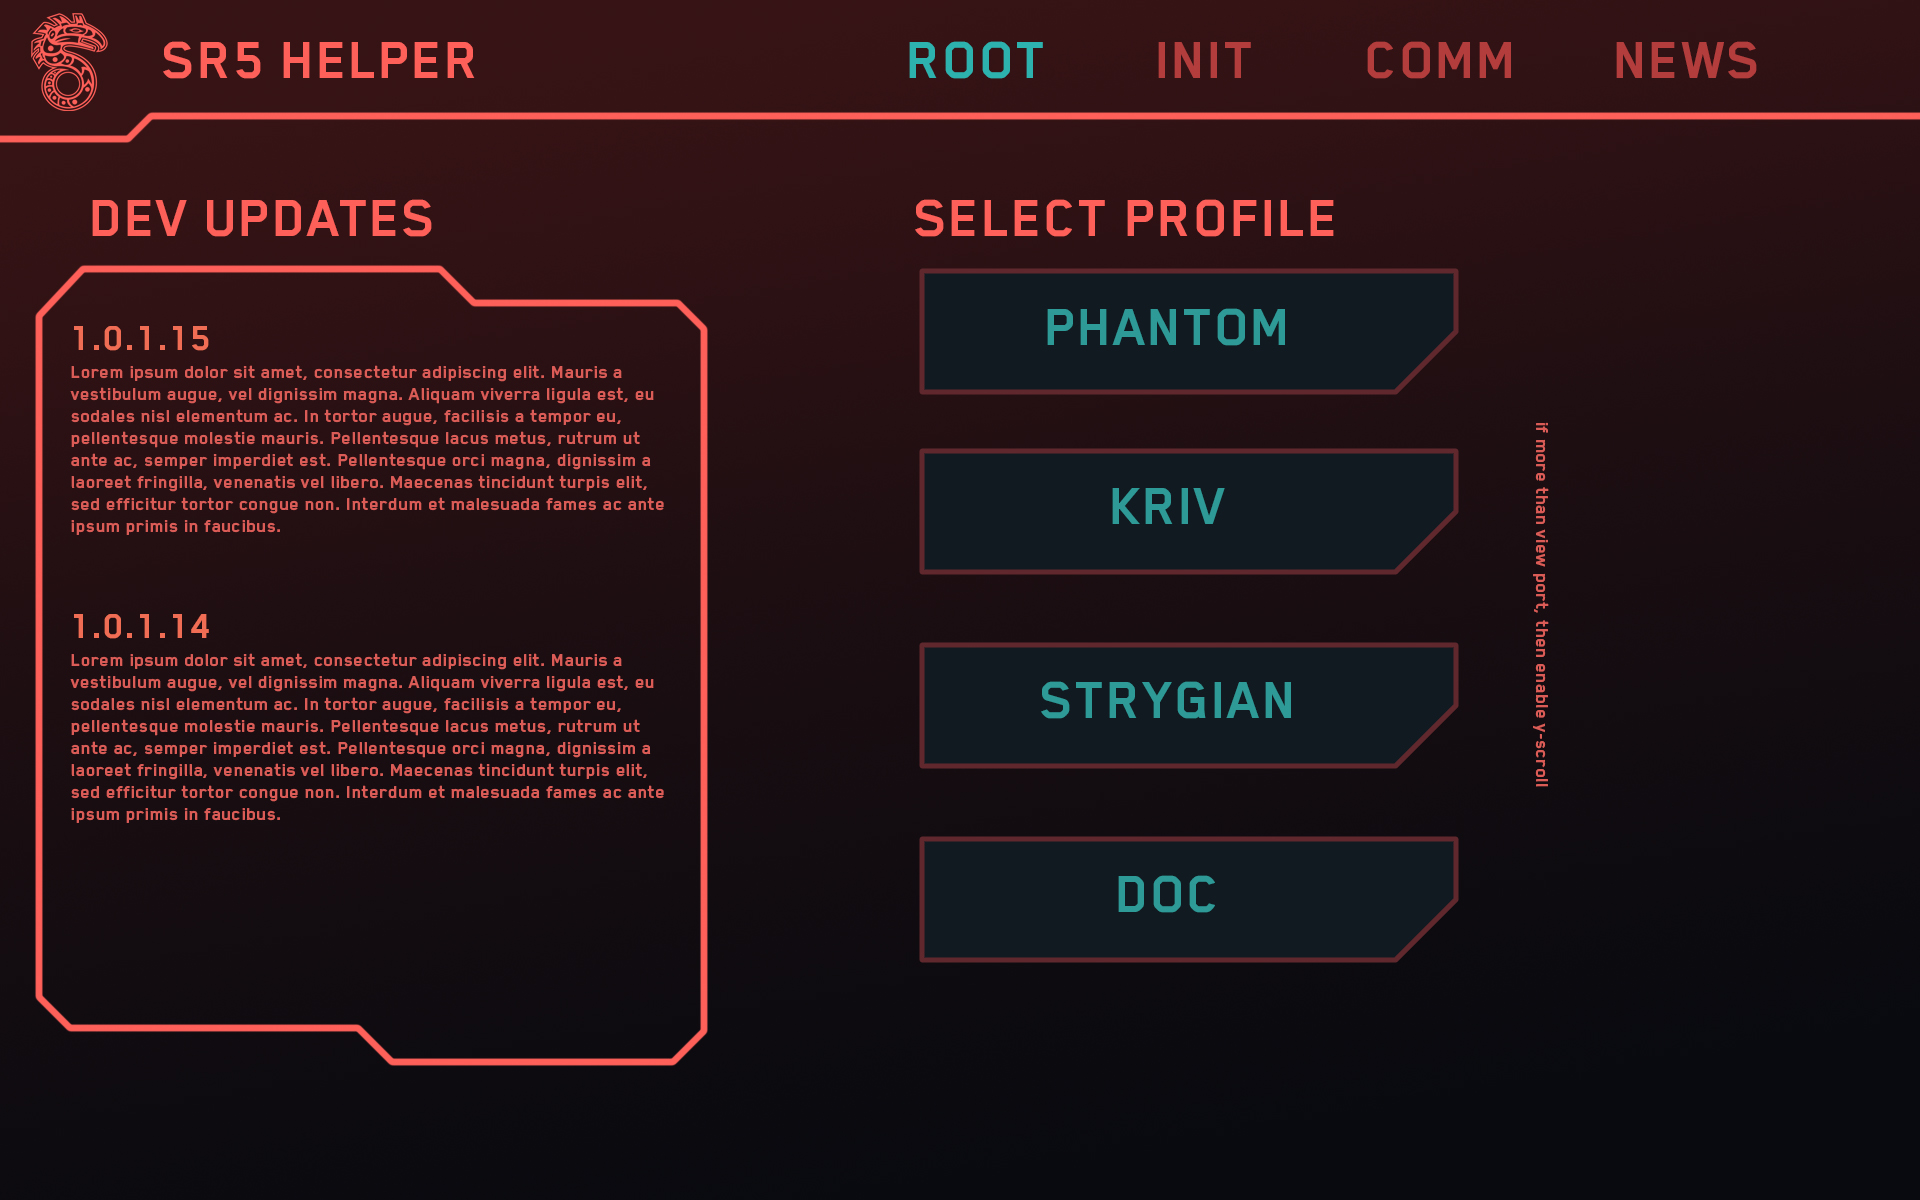 SR5 HELPER
ROOT
INIT
COMM
NEWS
DEV UPDATES
1.0.1.15
Lorem ipsum dolor sit amet, consectetur adipiscing elit. Mauris a
vestibulum augue, vel dignissim magna. Aliquam viverra ligula est, eu
sodales nisl elementum ac. In tortor augue, facilisis a tempor eu,
pellentesque molestie mauris. Pellentesque lacus metus, rutrum ut
ante ac, semper imperdiet est. Pellentesque orci magna, dignissim a
laoreet fringilla, venenatis vel libero. Maecenas tincidunt turpis elit,
sed efficitur tortor congue non. Interdum et malesuada fames ac ante
ipsum primis in faucibus.
1.0.1.14
Lorem ipsum dolor sit amet, consectetur adipiscing elit. Mauris a
vestibulum augue, vel dignissim magna. Aliquam viverra ligula est, eu
sodales nisl elementum ac. In tortor augue, facilisis a tempor eu,
pellentesque molestie mauris. Pellentesque lacus metus, rutrum ut
ante ac, semper imperdiet est. Pellentesque orci magna, dignissim a
laoreet fringilla, venenatis vel libero. Maecenas tincidunt turpis elit,
sed efficitur tortor congue non. Interdum et malesuada fames ac ante
ipsum primis in faucibus.
SELECT PROFILE
PHANTOM
KRIV
STRYGIAN
DOC
if more than view port, then enable y-scroll